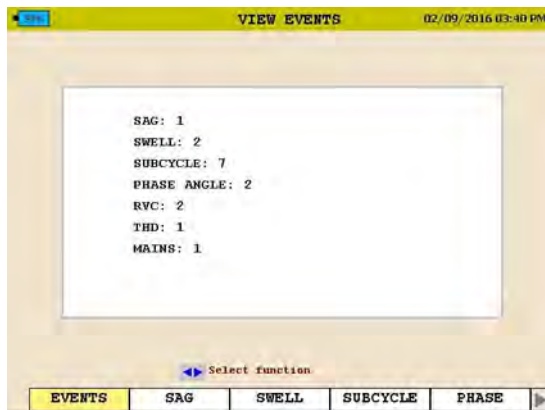 VIEW EVENTS
02/09/2016 03:40 PM
SAG: 1
SWELL: 2
SUBCYCLE: 7
PHASE ANGLE: 2
RVC: 2
THD: 1
MAINS: 1
Select function
EVENTS SAG SWELL SUBCYCLE PHASE